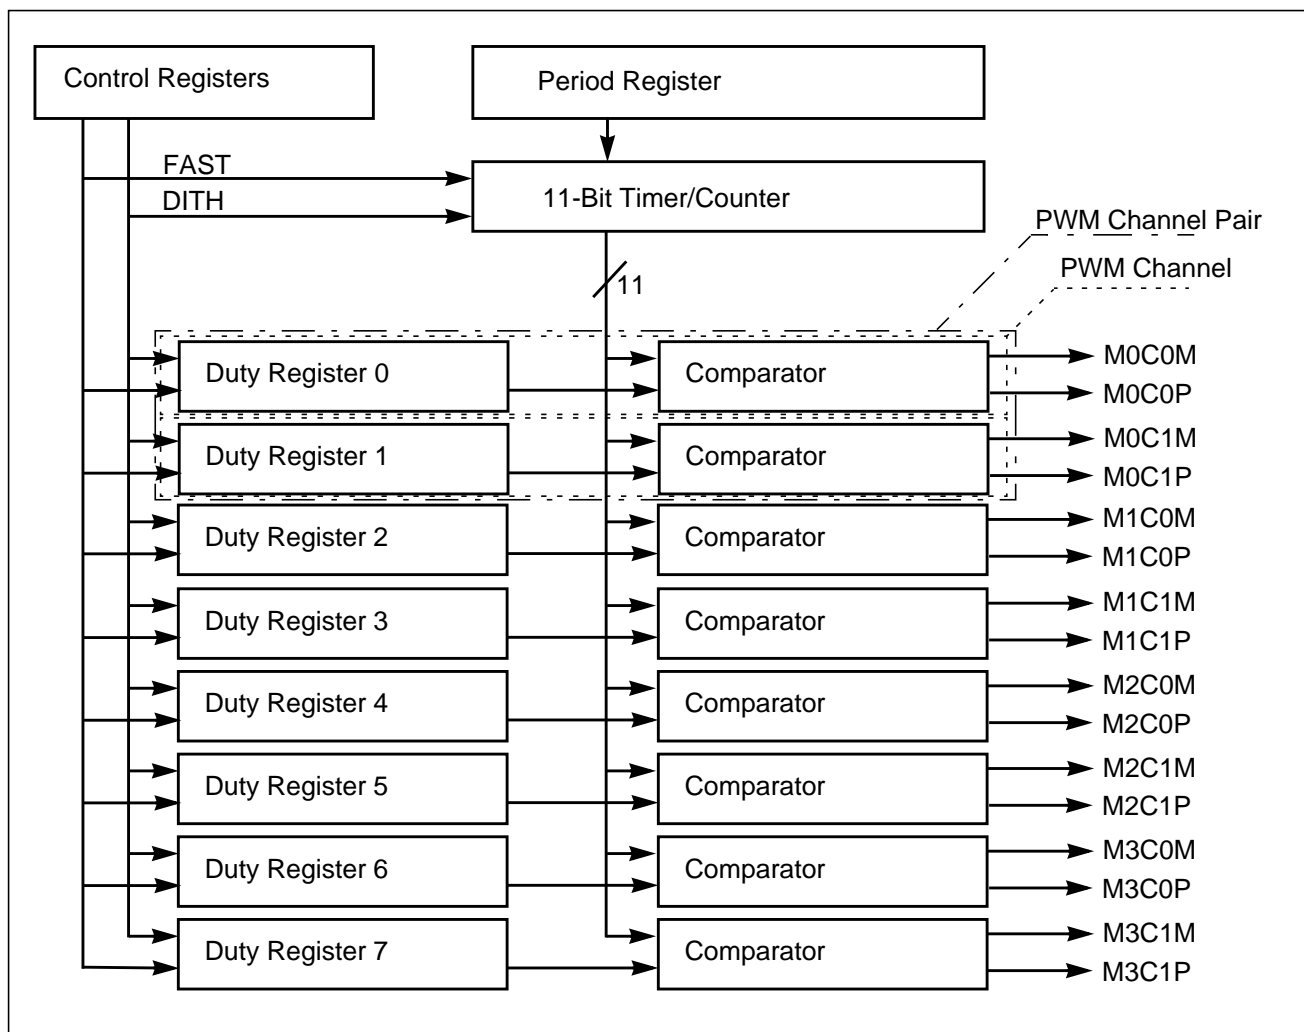 Control Registers
Period Register
FAST
DITH
11-Bit Timer/Counter
PWM Channel Pair
PWM Channel
11
Duty Register 0
Comparator
M0C0M
M0C0P
Duty Register 1
Comparator
M0C1M
M0C1P
Duty Register 2
Comparator
M1C0M
M1C0P
Duty Register 3
Comparator
M1C1M
M1C1P
Duty Register 4
Comparator
M2C0M
M2C0P
Duty Register 5
Comparator
M2C1M
M2C1P
Duty Register 6
Comparator
M3C0M
M3C0P
Duty Register 7
Comparator
M3C1M
M3C1P